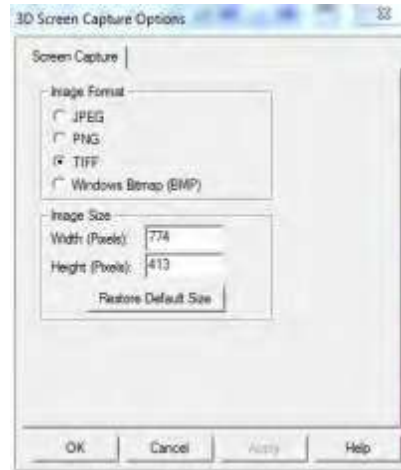 3D Screen Capture Options
Screen Capture
Image Format
JPEG
PNG
TIFF
Windows Bitmap (BMP)
Image Size
Width (Pixels): 774
Height (Pixels): 413
Restore Default Size
OK Cancel Apply Help